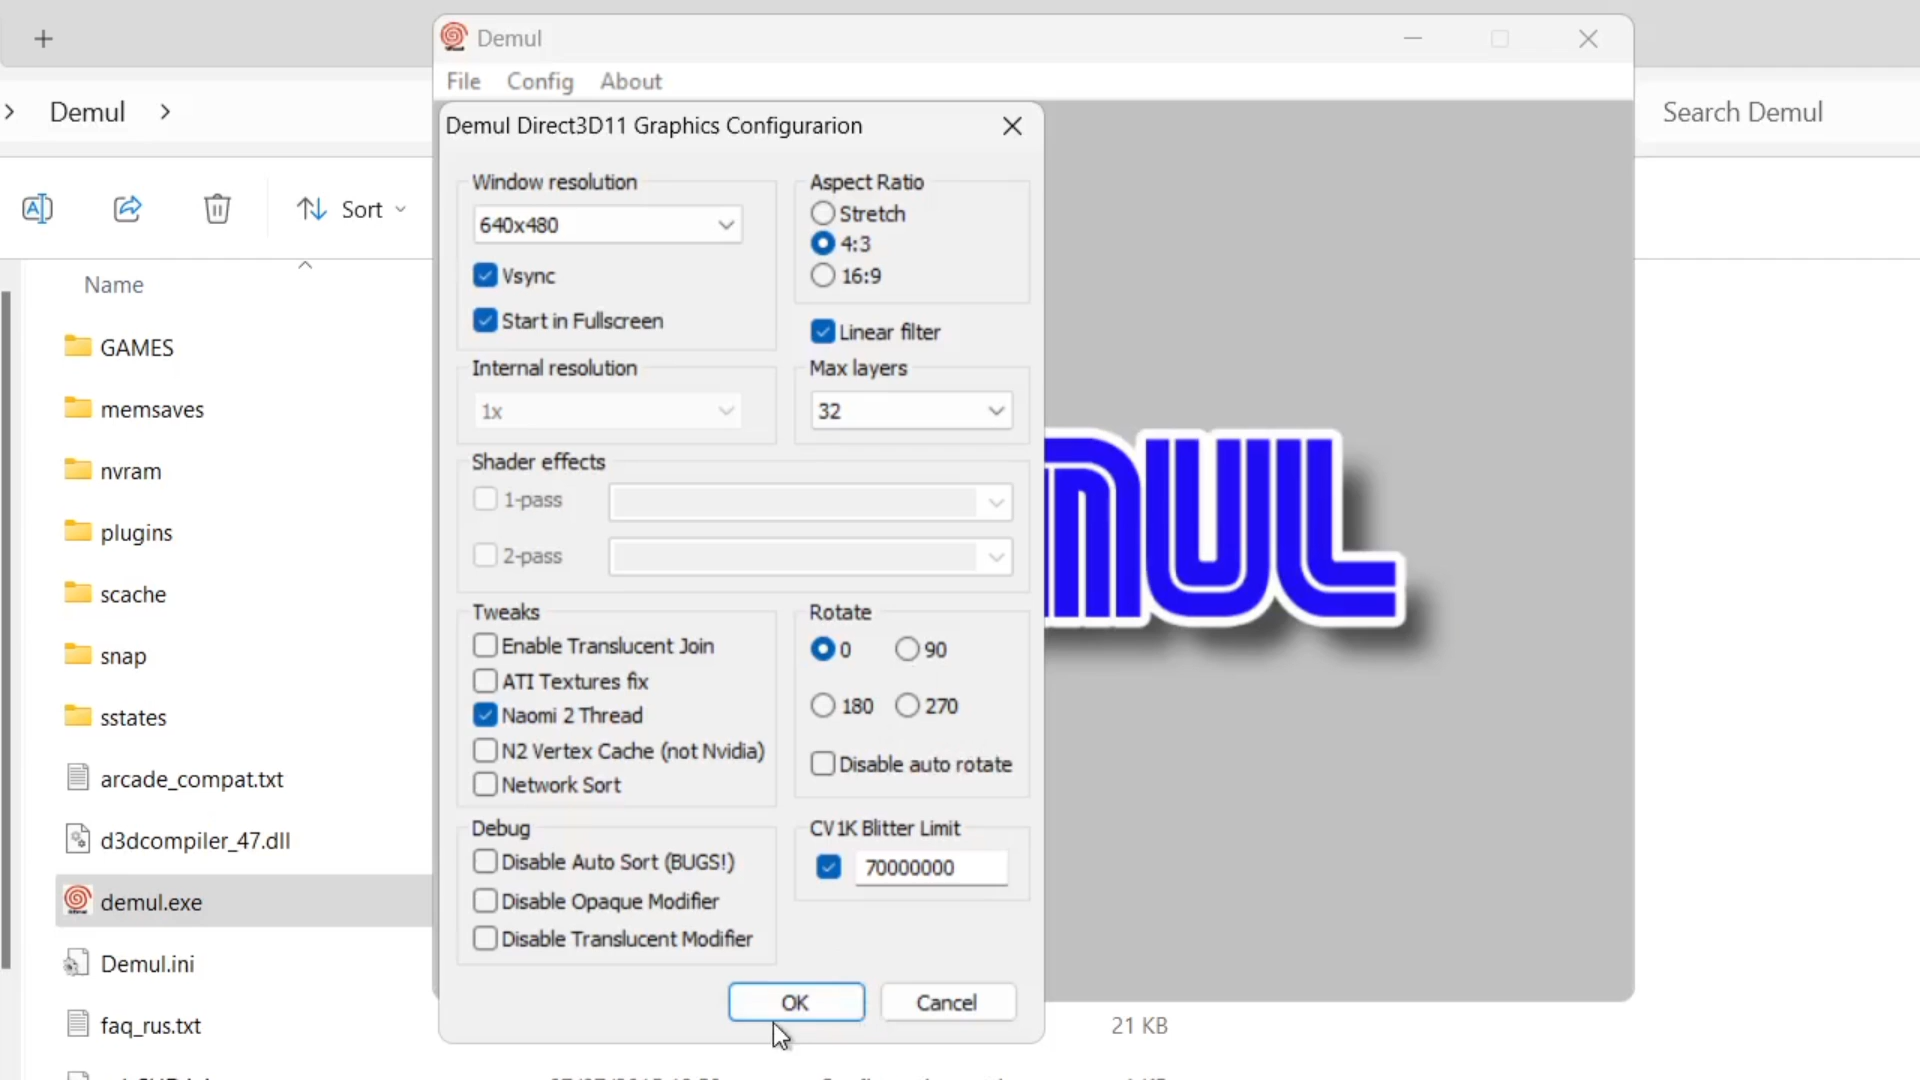 Demul
File Config About
Demul
Search Demul
Demul Direct3D11 Graphics Configurarion
Sort
Name
GAMES
memsaves
nvram
plugins
scache
snap
sstates
arcade_compat.txt
d3dcompiler_47.dll
demul.exe
Demul.ini
faq_rus.txt
21 KB
Window resolution
640x480
Vsync
Start in Fullscreen
Aspect Ratio
Stretch
4:3
16:9
Linear filter
Internal resolution
1x
Max layers
32
Shader effects
1-pass
2-pass
Tweaks
Enable Translucent Join
ATI Textures fix
Naomi 2 Thread
N2 Vertex Cache (not Nvidia)
Network Sort
Rotate
0 90
180 270
Disable auto rotate
Debug
Disable Auto Sort (BUGS!)
Disable Opaque Modifier
Disable Translucent Modifier
CV1K Blitter Limit
70000000
OK Cancel